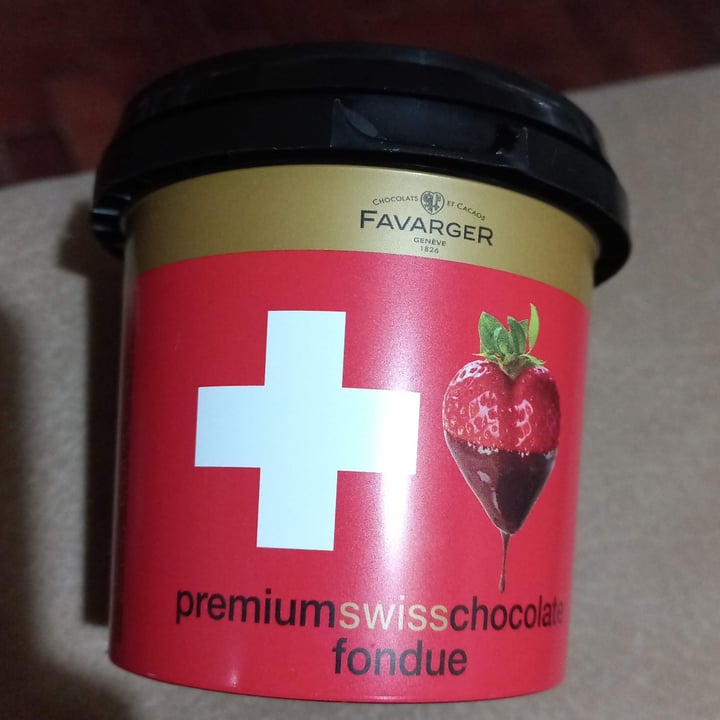 CHOCOLATS ET CACAOS
FAVARGER
GENÈVE
1826
premiumswisschocolate
fondue